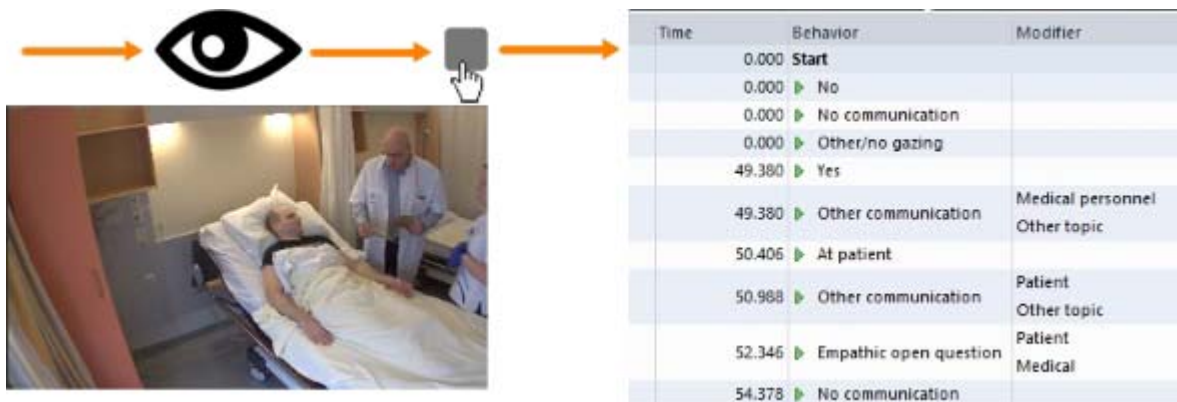 Time Behavior Modifier
0.000 Start
0.000 No
0.000 No communication
0.000 Other/no gazing
49.380 Yes
49.380 Other communication Medical personnel
Other topic
50.406 At patient
50.988 Other communication Patient
Other topic
52.346 Empathic open question Patient
Medical
54.378 No communication